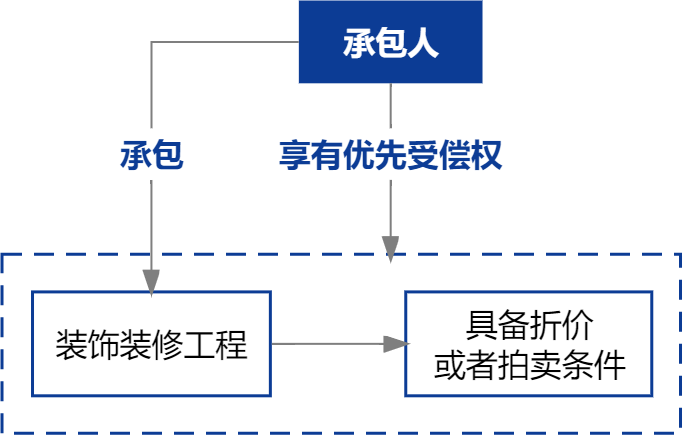 承包人
承包
享有优先受偿权
装饰装修工程
具备折价
或者拍卖条件